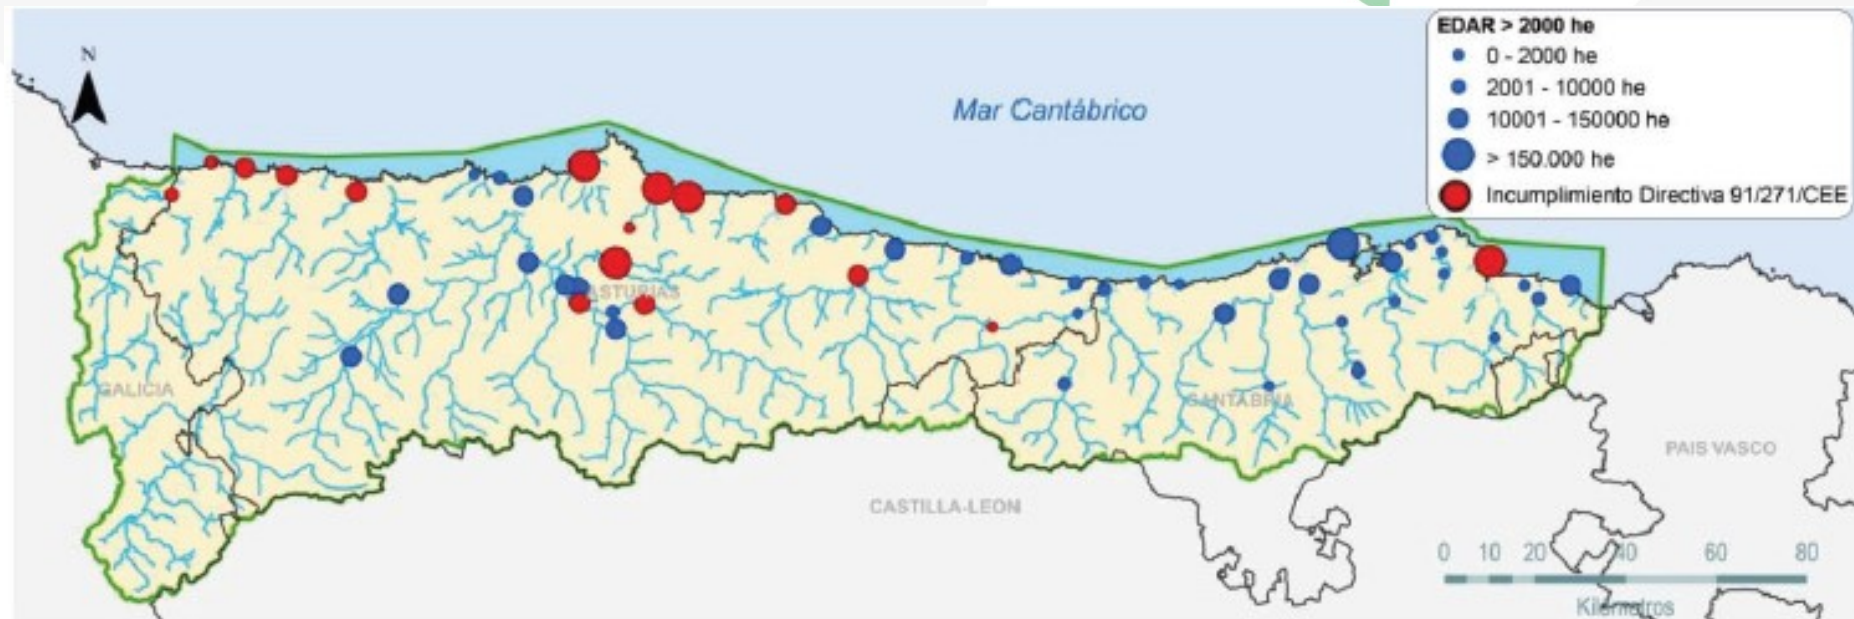 N
Mar Cantábrico
EDAR > 2000 he
0 - 2000 he
2001 - 10000 he
10001 - 150000 he
> 150.000 he
Incumplimiento Directiva 91/271/CEE
ASTURIAS
GALICIA
CANTABRIA
PAIS VASCO
CASTILLA-LEON
0 10 20 40 60 80
Kilómetros